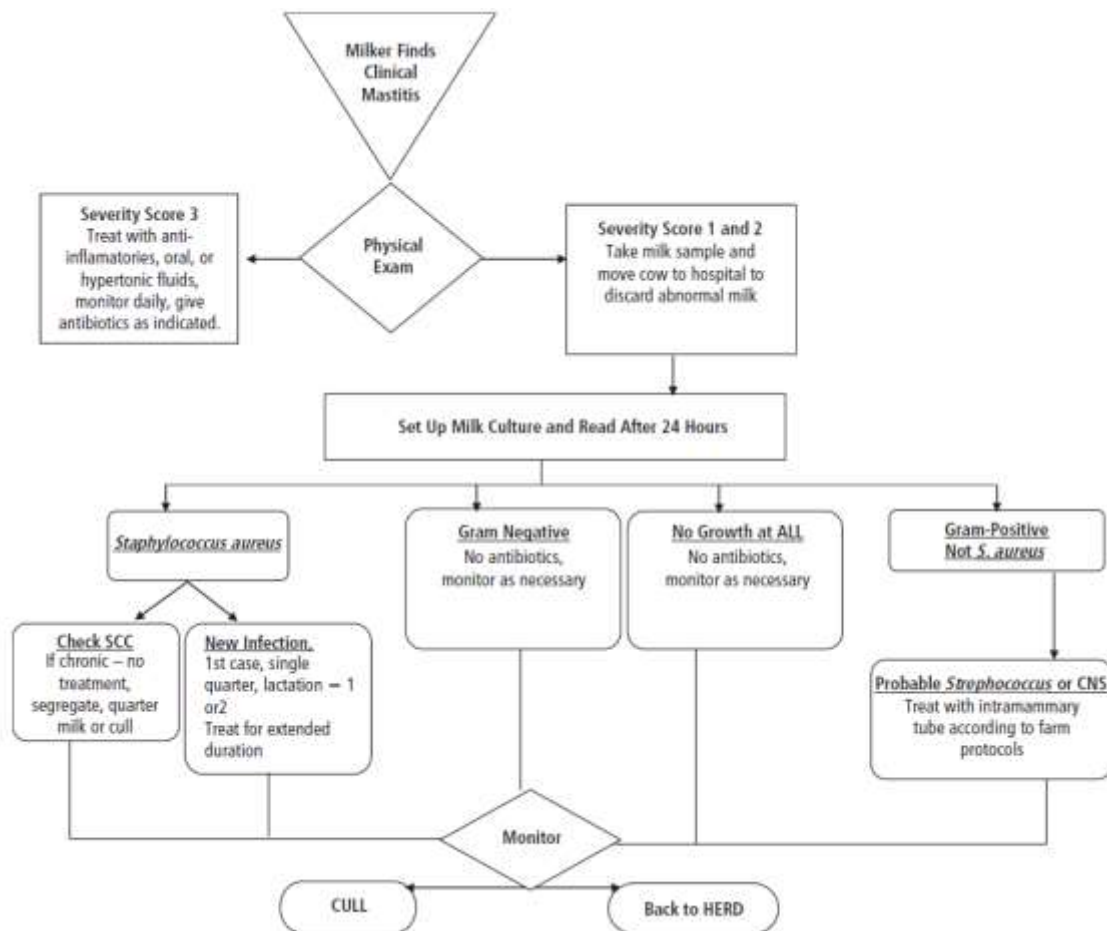 Milker Finds
Clinical
Mastitis
Severity Score 3
Treat with anti-
inflamatories, oral, or
hypertonic fluids,
monitor daily, give
antibiotics as indicated.
Physical
Exam
Severity Score 1 and 2
Take milk sample and
move cow to hospital to
discard abnormal milk
Set Up Milk Culture and Read After 24 Hours
Staphylococcus aureus
Gram Negative
No antibiotics,
monitor as necessary
No Growth at ALL
No antibiotics,
monitor as necessary
Gram-Positive
Not S. aureus
Check SCC
If chronic – no
treatment,
segregate, quarter
milk or cull
New Infection,
1st case, single
quarter, lactation = 1
or2
Treat for extended
duration
Probable Strephococcus or CNS
Treat with intramammary
tube according to farm
protocols
Monitor
CULL
Back to HERD